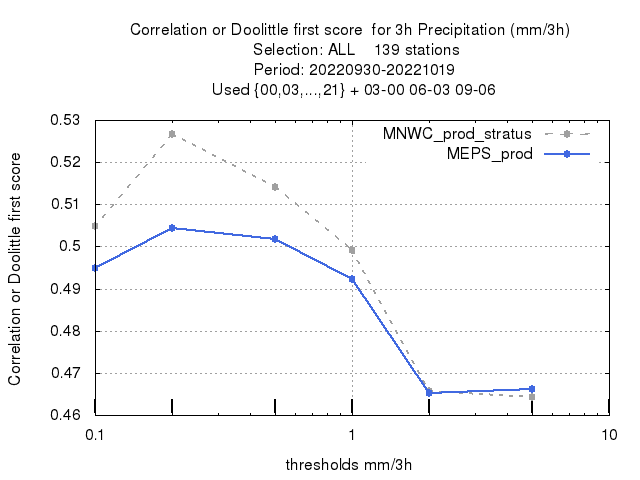 Correlation or Doolittle first score  for 3h Precipitation (mm/3h)
Selection: ALL    139 stations
Period: 20220930-20221019
Used {00,03,...,21} + 03-00 06-03 09-06
MNWC_prod_stratus
MEPS_prod
Correlation or Doolittle first score
0.53
0.52
0.51
0.5
0.49
0.48
0.47
0.46
0.1
1
10
thresholds mm/3h